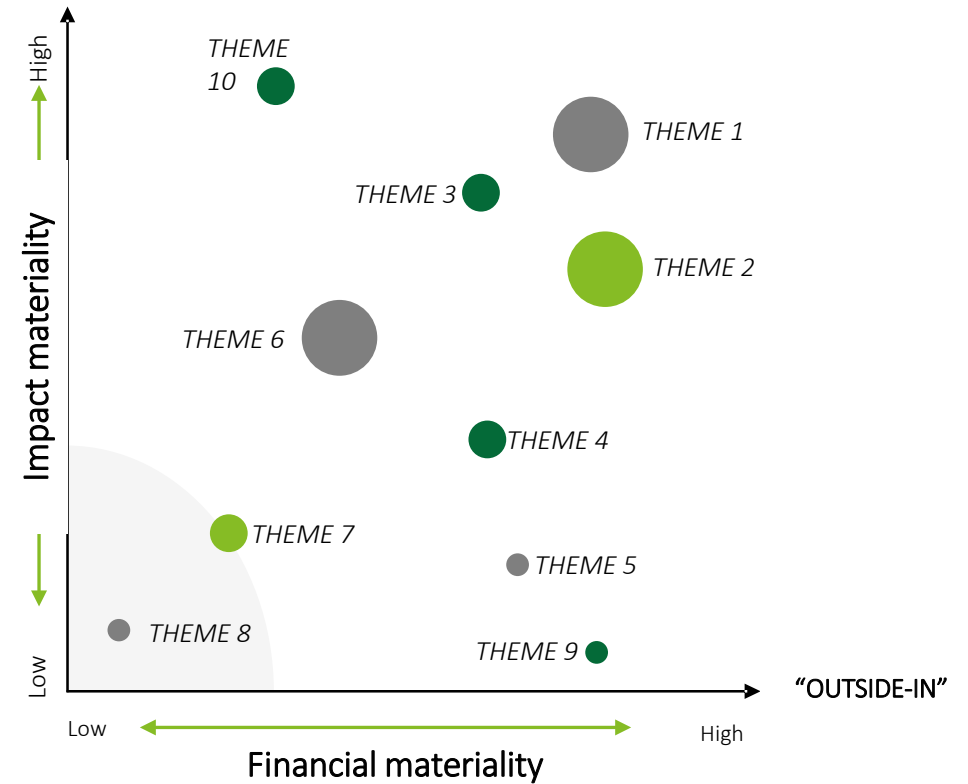 THEME
10
High
THEME 1
THEME 3
THEME 2
Impact materiality
THEME 6
THEME 4
THEME 7
THEME 5
THEME 8
THEME 9
Low
“OUTSIDE-IN”
Low
High
Financial materiality